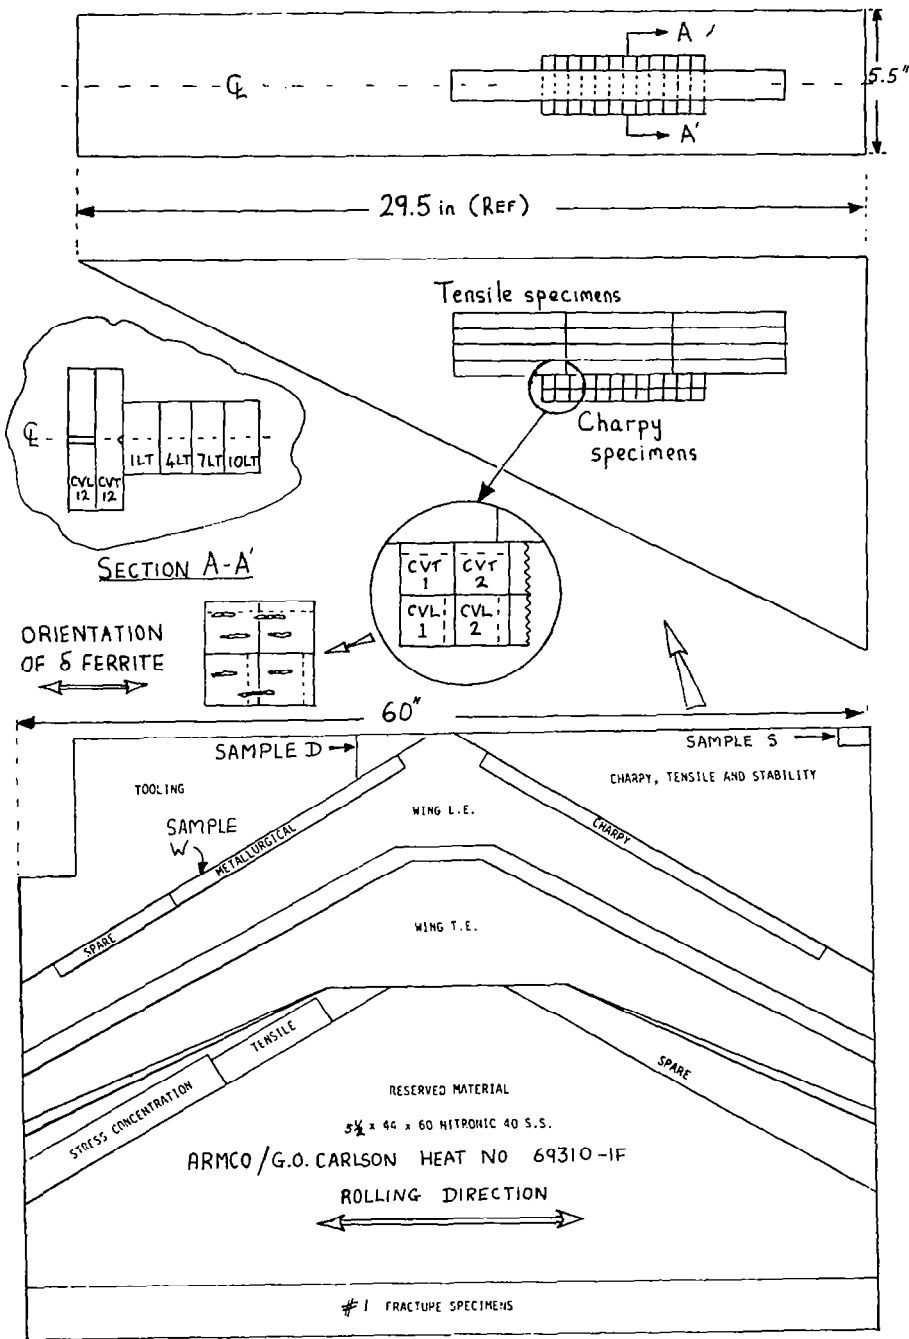 A
℄
5.5"
A'
29.5 in (REF)
Tensile specimens
Charpy
specimens
℄
1LT 4LT 7LT 10LT
CVL
12
CVT
12
SECTION A-A'
CVT
1
CVT
2
CVL
1
CVL
2
ORIENTATION
OF δ FERRITE
60"
SAMPLE D
SAMPLE S
TOOLING
CHARPY, TENSILE AND STABILITY
SAMPLE
W
METALLURGICAL
WING L.E.
CHARPY
SPARE
WING T.E.
TENSILE
STRESS CONCENTRATION
SPARE
RESERVED MATERIAL
5½ x 44 x 60 NITRONIC 40 S.S.
ARMCO/G.O. CARLSON HEAT NO 69310-1F
ROLLING DIRECTION
#1 FRACTURE SPECIMENS